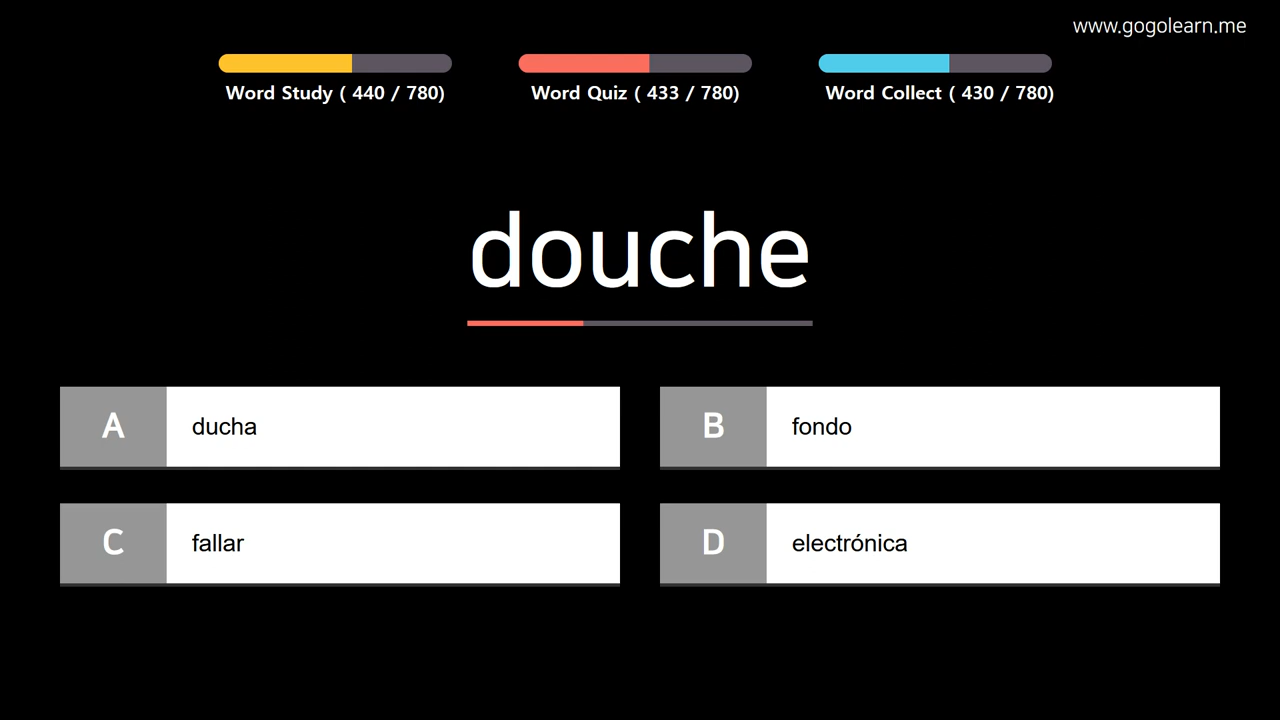 www.gogolearn.me
Word Study ( 440 / 780)
Word Quiz ( 433 / 780)
Word Collect ( 430 / 780)
douche
A ducha
B fondo
C fallar
D electrónica